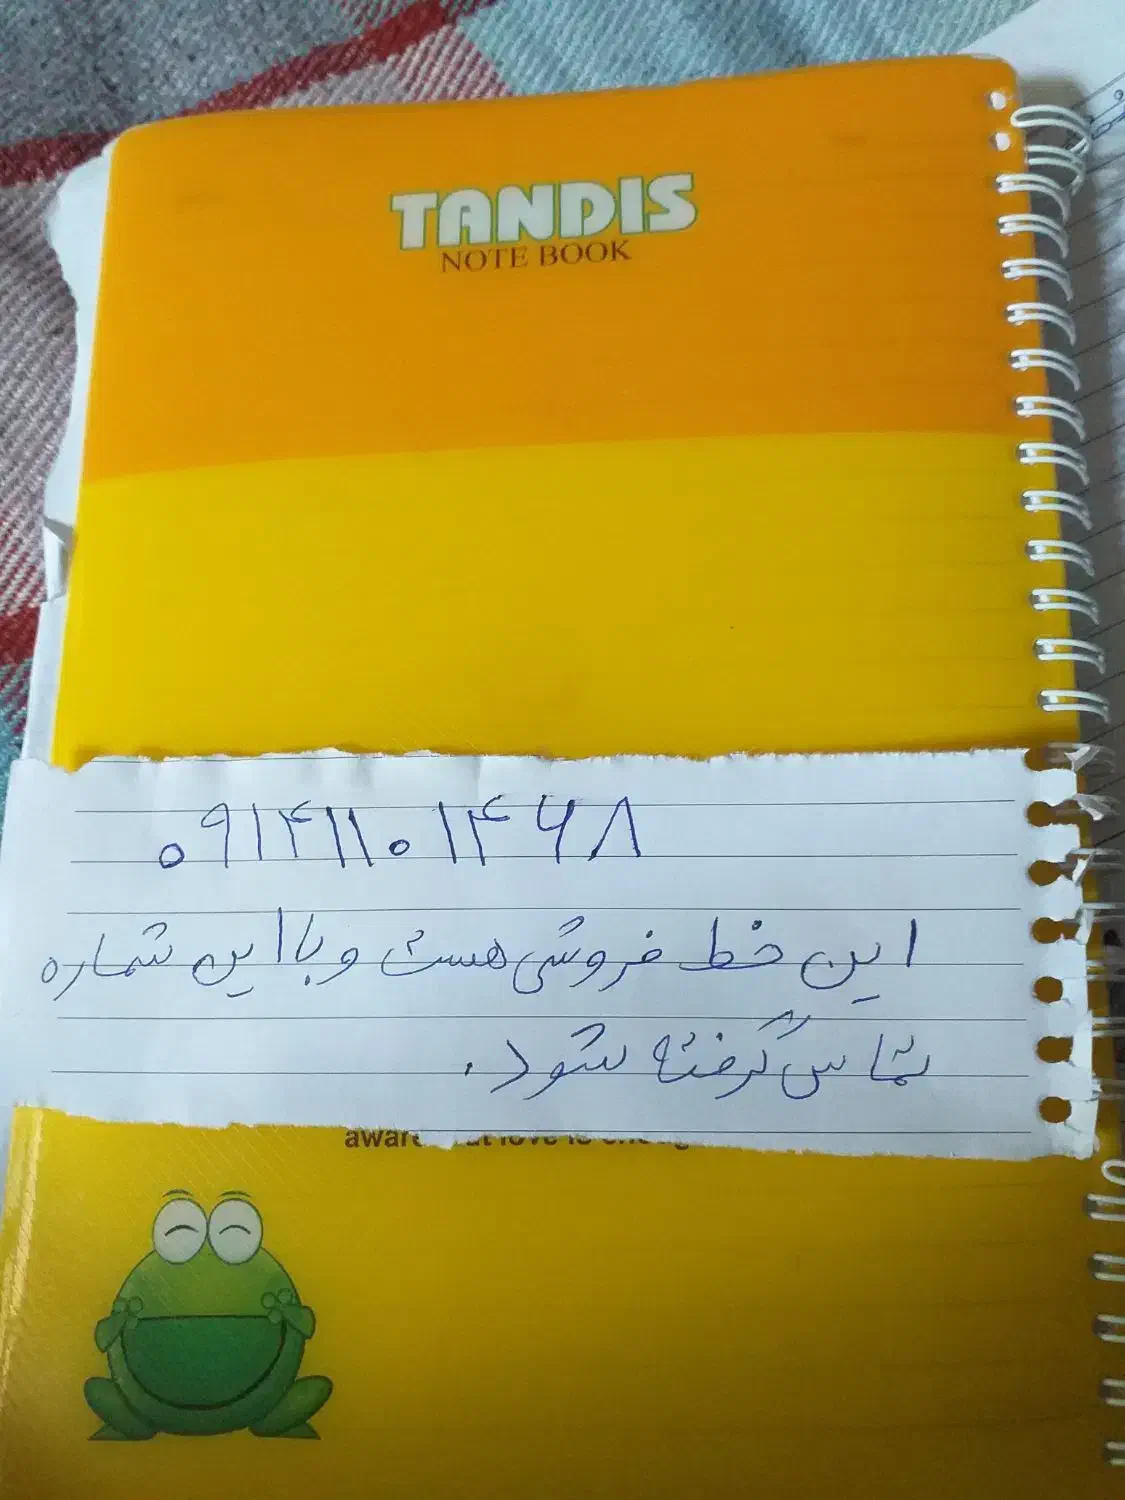 TANDIS
NOTE BOOK
۰۹۱۴۱۱۰۱۴۶۸
این خط فروشی هست و با این شماره
تماس گرفته شود.